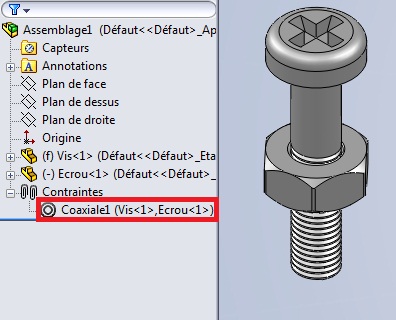 Assemblage1 (Défaut<<Défaut>_Ap
Capteurs
Annotations
Plan de face
Plan de dessus
Plan de droite
Origine
(f) Vis<1> (Défaut<<Défaut>_Eta
(-) Ecrou<1> (Défaut<<Défaut>_
Contraintes
Coaxiale1 (Vis<1>,Ecrou<1>)